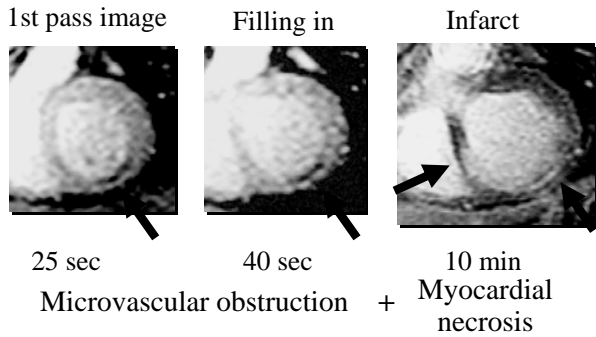 1st pass image
Filling in
Infarct
25 sec
40 sec
10 min
Microvascular obstruction + Myocardial
necrosis